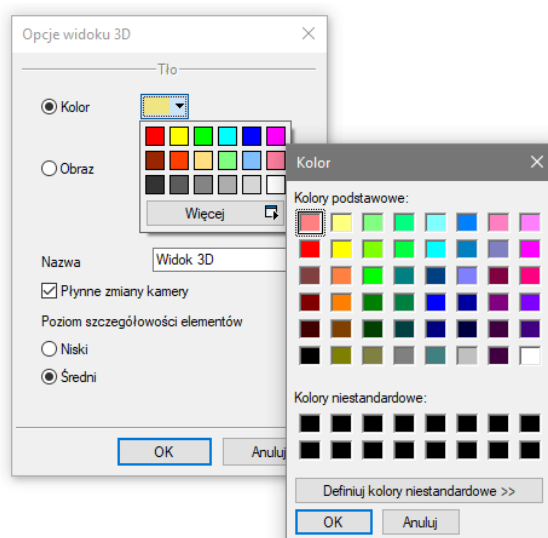 Opcje widoku 3D
Tło
Kolor
Obraz
Więcej
Nazwa
Widok 3D
Płynne zmiany kamery
Poziom szczegółowości elementów
Niski
Średni
OK
Anuluj
Kolor
Kolory podstawowe:
Kolory niestandardowe:
Definiuj kolory niestandardowe >>
OK
Anuluj